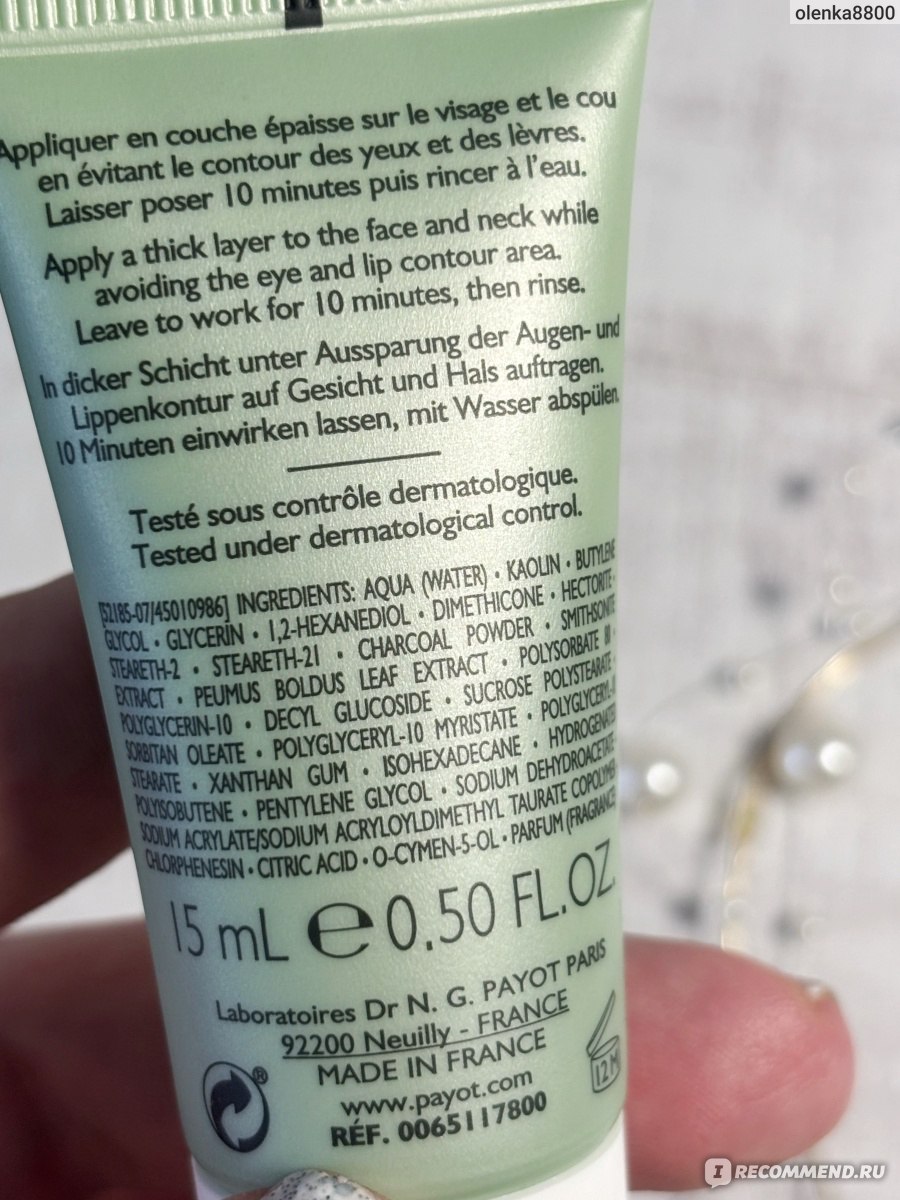 olenka8800
Appliquer en couche épaisse sur le visage et le cou
en évitant le contour des yeux et des lèvres.
Laisser poser 10 minutes puis rincer à l'eau.
Apply a thick layer to the face and neck while
avoiding the eye and lip contour area.
Leave to work for 10 minutes, then rinse.
In dicker Schicht unter Aussparung der Augen- und
Lippenkontur auf Gesicht und Hals auftragen.
10 Minuten einwirken lassen, mit Wasser abspülen.
Testé sous contrôle dermatologique.
Tested under dermatological control.
[52185-07/45010986] INGREDIENTS: AQUA (WATER) • KAOLIN • BUTYLENE
GLYCOL • GLYCERIN • 1,2-HEXANEDIOL • DIMETHICONE • HECTORITE •
STEARETH-2 • STEARETH-21 • CHARCOAL POWDER • SMITHSONITE
EXTRACT • PEUMUS BOLDUS LEAF EXTRACT • POLYSORBATE
POLYGLYCERIN-10 • DECYL GLUCOSIDE • SUCROSE POLYSTEARATE •
SORBITAN OLEATE • POLYGLYCERYL-10 MYRISTATE •
STEARATE • XANTHAN GUM • ISOHEXADECANE • HYDROGENATED
POLYISOBUTENE • PENTYLENE GLYCOL • SODIUM DEHYDROACETATE •
SODIUM ACRYLATE/SODIUM ACRYLOYLDIMETHYL TAURATE COPOLYMER
CHLORPHENESIN • CITRIC ACID • O-CYMEN-5-OL • PARFUM (FRAGRANCE)
15 mL ℮ 0.50 FL.OZ.
Laboratoires Dr N. G. PAYOT PARIS
92200 Neuilly - FRANCE
MADE IN FRANCE
www.payot.com
RÉF. 0065117800
®
12M
IRECOMMEND.RU